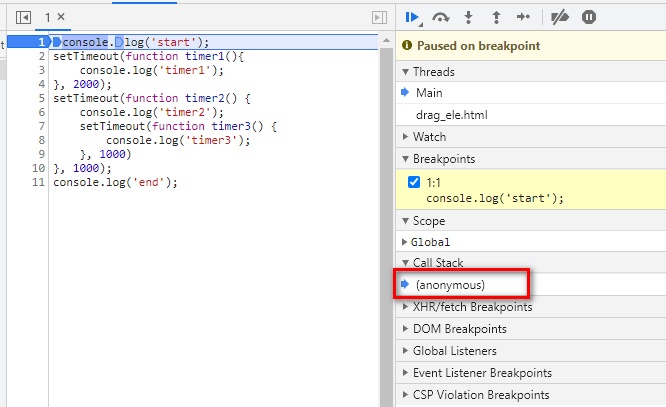 1 ×
1 console.log('start');
2 setTimeout(function timer1(){
3     console.log('timer1');
4 }, 2000);
5 setTimeout(function timer2() {
6     console.log('timer2');
7     setTimeout(function timer3() {
8         console.log('timer3');
9     }, 1000)
10 }, 1000);
11 console.log('end');
Paused on breakpoint
Threads
Main
drag_ele.html
Watch
Breakpoints
1:1
console.log('start');
Scope
Global
Call Stack
(anonymous)
XHR/fetch Breakpoints
DOM Breakpoints
Global Listeners
Event Listener Breakpoints
CSP Violation Breakpoints